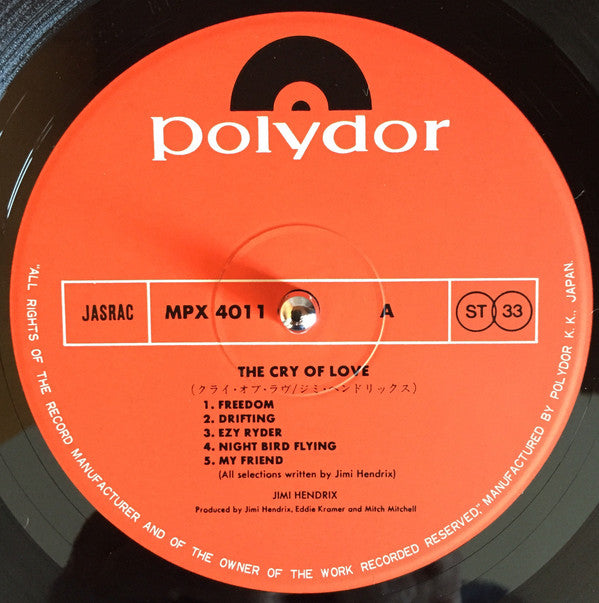 polydor
JASRAC MPX 4011 A ST 33
THE CRY OF LOVE
(クライ・オブ・ラヴ/ジミ・ヘンドリックス)
1. FREEDOM
2. DRIFTING
3. EZY RYDER
4. NIGHT BIRD FLYING
5. MY FRIEND
(All selections written by Jimi Hendrix)
JIMI HENDRIX
Produced by Jimi Hendrix, Eddie Kramer and Mitch Mitchell
"ALL RIGHTS OF THE RECORD MANUFACTURER AND OF THE OWNER OF THE WORK RECORDED RESERVED," MANUFACTURED BY POLYDOR K.K., JAPAN.